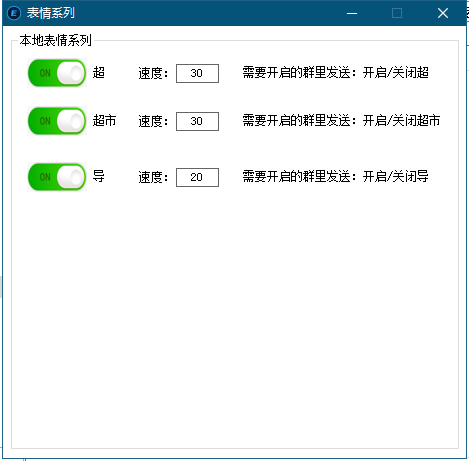 表情系列
本地表情系列
ON 超 速度： 30 需要开启的群里发送：开启/关闭超
ON 超市 速度： 30 需要开启的群里发送：开启/关闭超市
ON 导 速度： 20 需要开启的群里发送：开启/关闭导